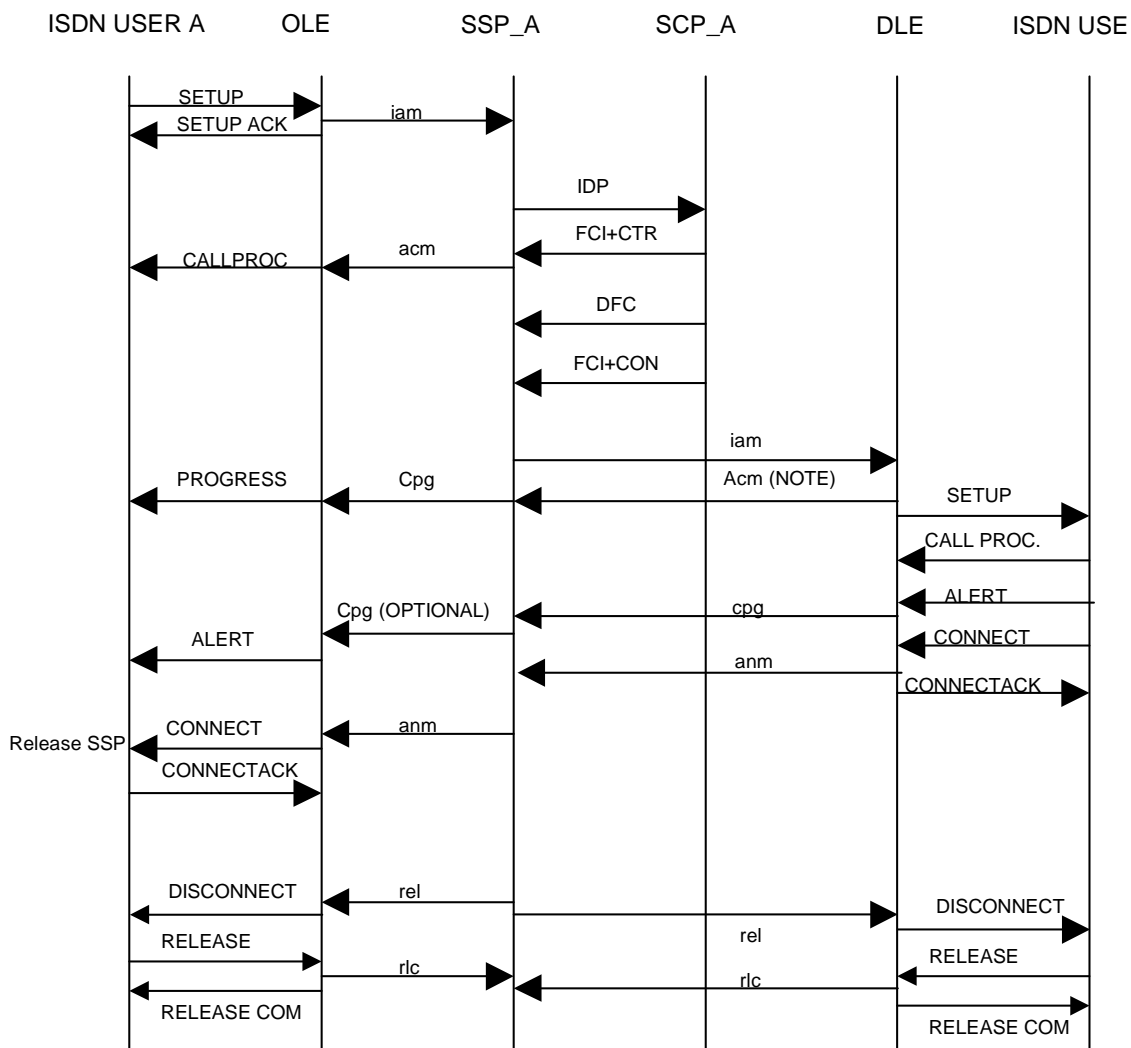 ISDN USER A OLE SSP_A SCP_A DLE ISDN USE
SETUP
iam
SETUP ACK
IDP
FCI+CTR
acm
CALLPROC
DFC
FCI+CON
iam
PROGRESS Cpg Acm (NOTE)
SETUP
CALL PROC.
ALERT
Cpg (OPTIONAL) cpg
ALERT
CONNECT
anm
CONNECTACK
CONNECT anm
Release SSP
CONNECTACK
DISCONNECT rel
DISCONNECT
rel
RELEASE
RELEASE
rlc
rlc
RELEASE COM
RELEASE COM